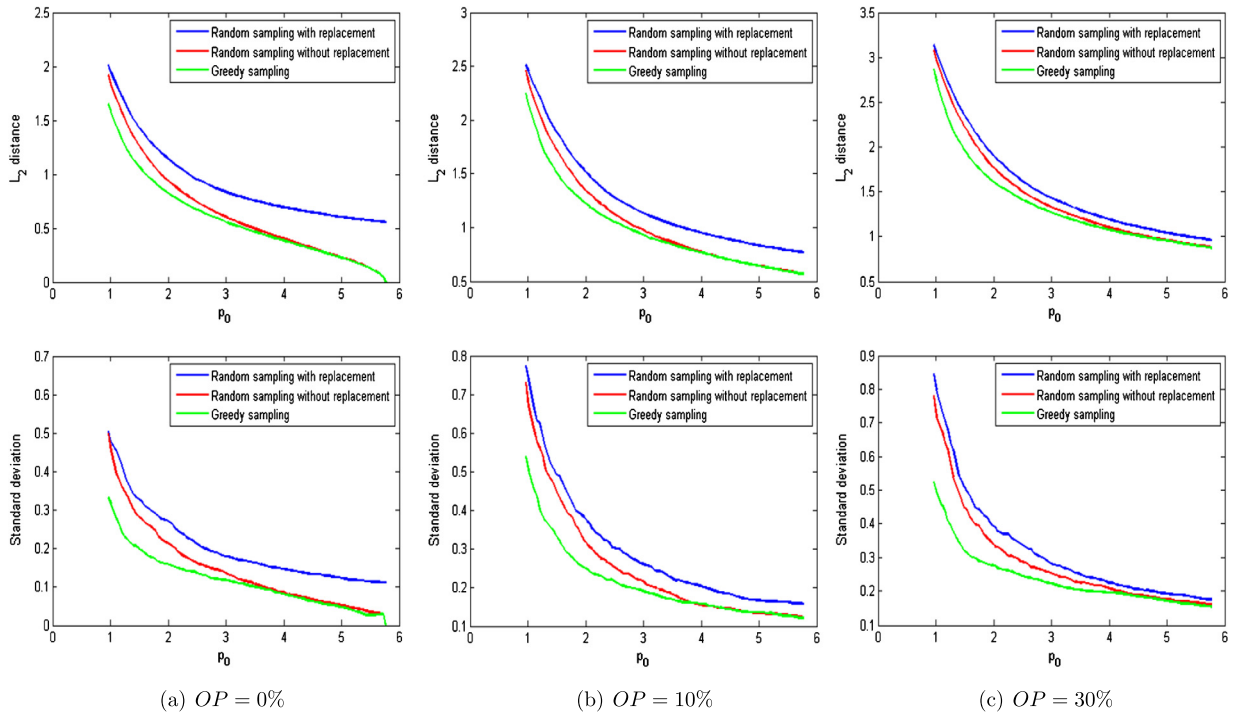 2.5
2
1.5
1
0.5
0
0 1 2 3 4 5 6
L2 distance
p0
Random sampling with replacement
Random sampling without replacement
Greedy sampling
3
2.5
2
1.5
1
0.5
0 1 2 3 4 5 6
L2 distance
p0
Random sampling with replacement
Random sampling without replacement
Greedy sampling
3.5
3
2.5
2
1.5
1
0.5
0 1 2 3 4 5 6
L2 distance
p0
Random sampling with replacement
Random sampling without replacement
Greedy sampling
0.7
0.6
0.5
0.4
0.3
0.2
0.1
0
0 1 2 3 4 5 6
Standard deviation
p0
Random sampling with replacement
Random sampling without replacement
Greedy sampling
0.8
0.7
0.6
0.5
0.4
0.3
0.2
0.1
0 1 2 3 4 5 6
Standard deviation
p0
Random sampling with replacement
Random sampling without replacement
Greedy sampling
0.9
0.8
0.7
0.6
0.5
0.4
0.3
0.2
0.1
0 1 2 3 4 5 6
Standard deviation
p0
Random sampling with replacement
Random sampling without replacement
Greedy sampling
(a) OP = 0%
(b) OP = 10%
(c) OP = 30%